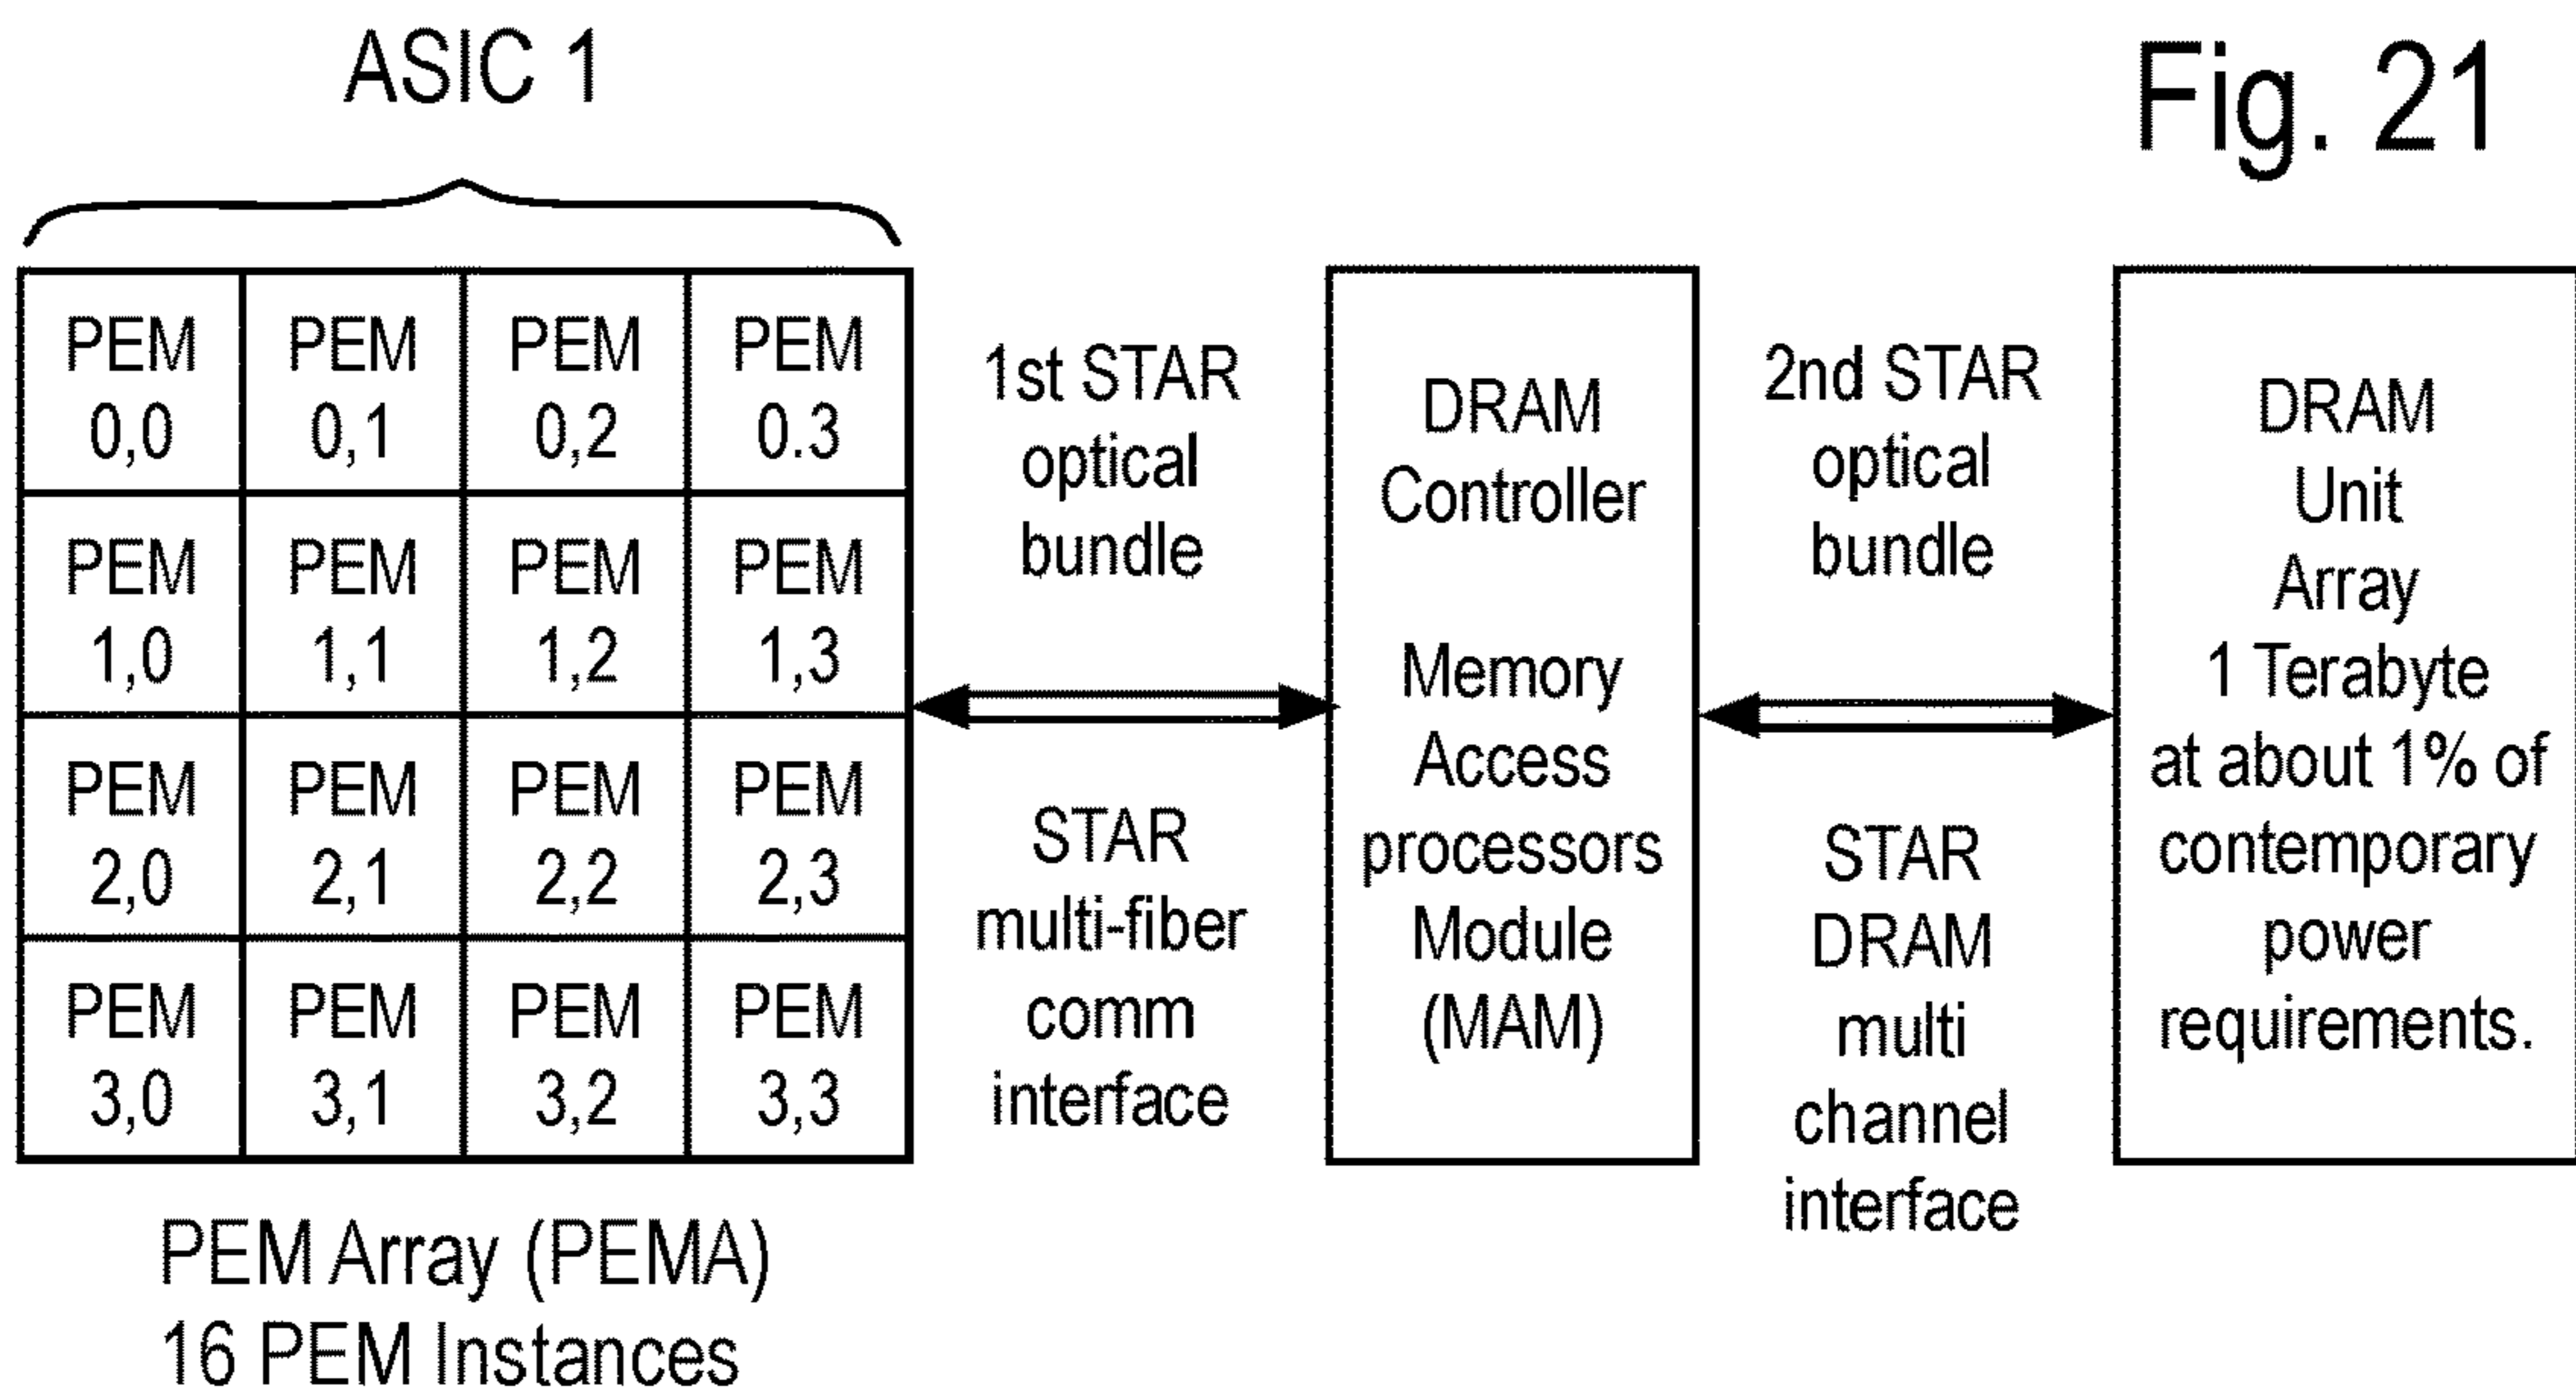 ASIC 1
Fig. 21
PEM PEM PEM PEM
0,0 0,1 0,2 0.3
PEM PEM PEM PEM
1,0 1,1 1,2 1,3
PEM PEM PEM PEM
2,0 2,1 2,2 2,3
PEM PEM PEM PEM
3,0 3,1 3,2 3,3
PEM Array (PEMA)
16 PEM Instances
1st STAR
optical
bundle
STAR
multi-fiber
comm
interface
DRAM
Controller
Memory
Access
processors
Module
(MAM)
2nd STAR
optical
bundle
STAR
DRAM
multi
channel
interface
DRAM
Unit
Array
1 Terabyte
at about 1% of
contemporary
power
requirements.